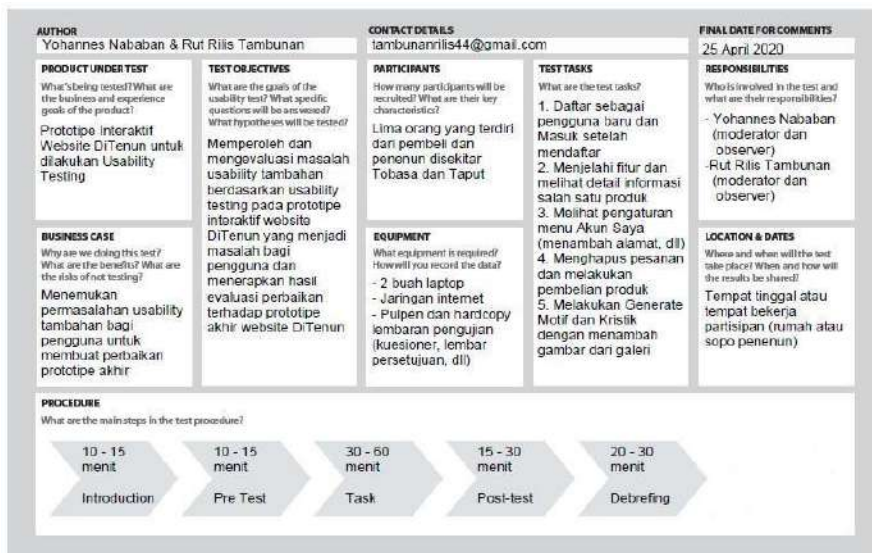 AUTHOR
Yohannes Nababan & Rut Rilis Tambunan
CONTACT DETAILS
tambunanrilis44@gmail.com
FINAL DATE FOR COMMENTS
25 April 2020
PRODUCT UNDER TEST
What's being tested? What are
the business and experience
goals of the product?
Prototipe Interaktif
Website DiTenun untuk
dilakukan Usability
Testing
TEST OBJECTIVES
What are the goals of the
usability test? What specific
questions will be answered?
What hypotheses will be tested?
Memperoleh dan
mengevaluasi masalah
usability tambahan
berdasarkan usability
testing pada prototipe
interaktif website
DiTenun yang menjadi
masalah bagi
pengguna dan
menerapkan hasil
evaluasi perbaikan
terhadap prototipe
akhir website DiTenun
PARTICIPANTS
How many participants will be
recruited? What are their key
characteristics?
Lima orang yang terdiri
dari pembeli dan
penenun disekitar
Tobasa dan Taput
TEST TASKS
What are the test tasks?
1. Daftar sebagai
pengguna baru dan
Masuk setelah
mendaftar
2. Menjelahi fitur dan
melihat detail informasi
salah satu produk
3. Melihat pengaturan
menu Akun Saya
(menambah alamat, dll)
4. Menghapus pesanan
dan melakukan
pembelian produk
5. Melakukan Generate
Motif dan Kristik
dengan menambah
gambar dari galeri
RESPONSIBILITIES
Who is involved in the test and
what are their responsibilities?
- Yohannes Nababan
(moderator dan
observer)
-Rut Rilis Tambunan
(moderator dan
observer)
BUSINESS CASE
Why are we doing this test?
What are the benefits? What are
the risks of not testing?
Menemukan
permasalahan usability
tambahan bagi
pengguna untuk
membuat perbaikan
prototipe akhir
EQUIPMENT
What equipment is required?
How will you record the data?
- 2 buah laptop
- Jaringan internet
- Pulpen dan hardcopy
lembaran pengujian
(kuesioner, lembar
persetujuan, dll)
LOCATION & DATES
Where and when will the test
take place? When and how will
the results be shared?
Tempat tinggal atau
tempat bekerja
partisipan (rumah atau
sopo penenun)
PROCEDURE
What are the main steps in the test procedure?
10 - 15
menit
Introduction
10 - 15
menit
Pre Test
30 - 60
menit
Task
15 - 30
menit
Post-test
20 - 30
menit
Debrefing